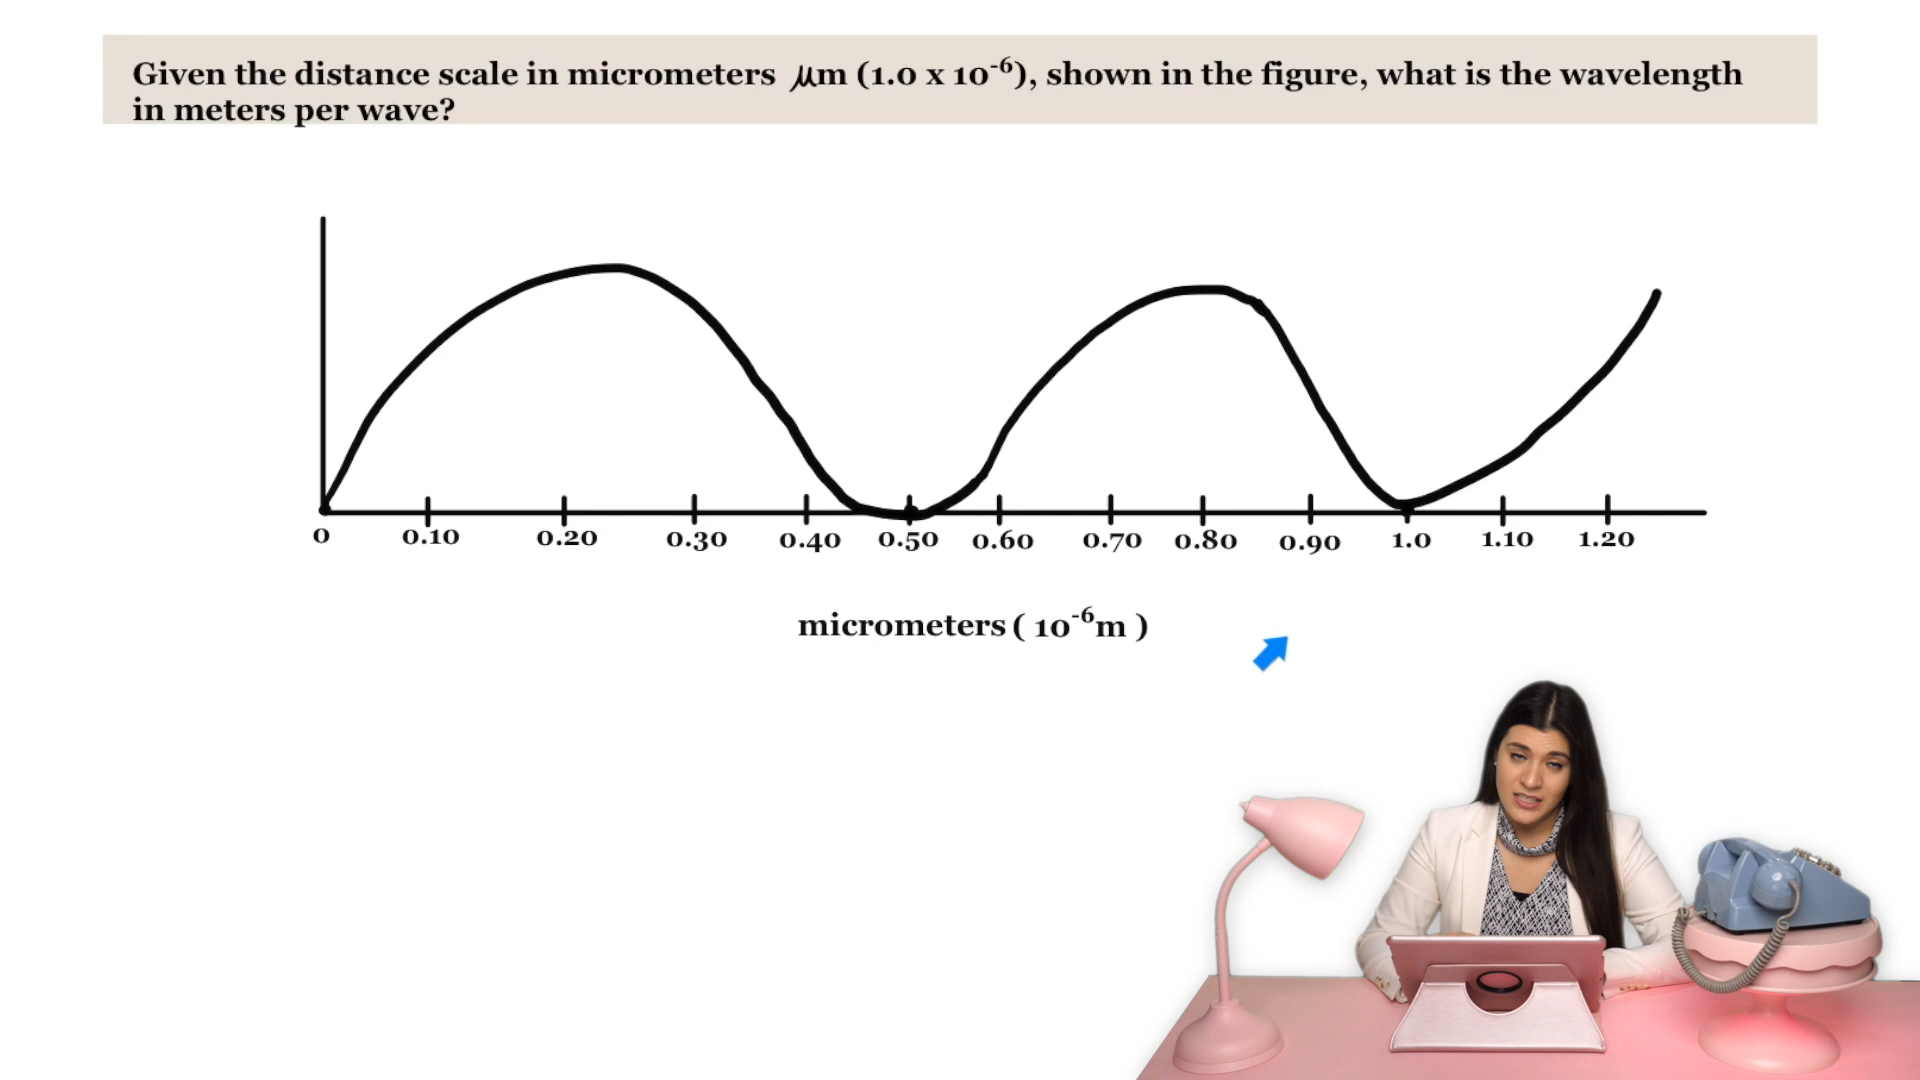 Given the distance scale in micrometers μm (1.0 x 10⁻⁶), shown in the figure, what is the wavelength
in meters per wave?
0 0.10 0.20 0.30 0.40 0.50 0.60 0.70 0.80 0.90 1.0 1.10 1.20
micrometers ( 10⁻⁶m )